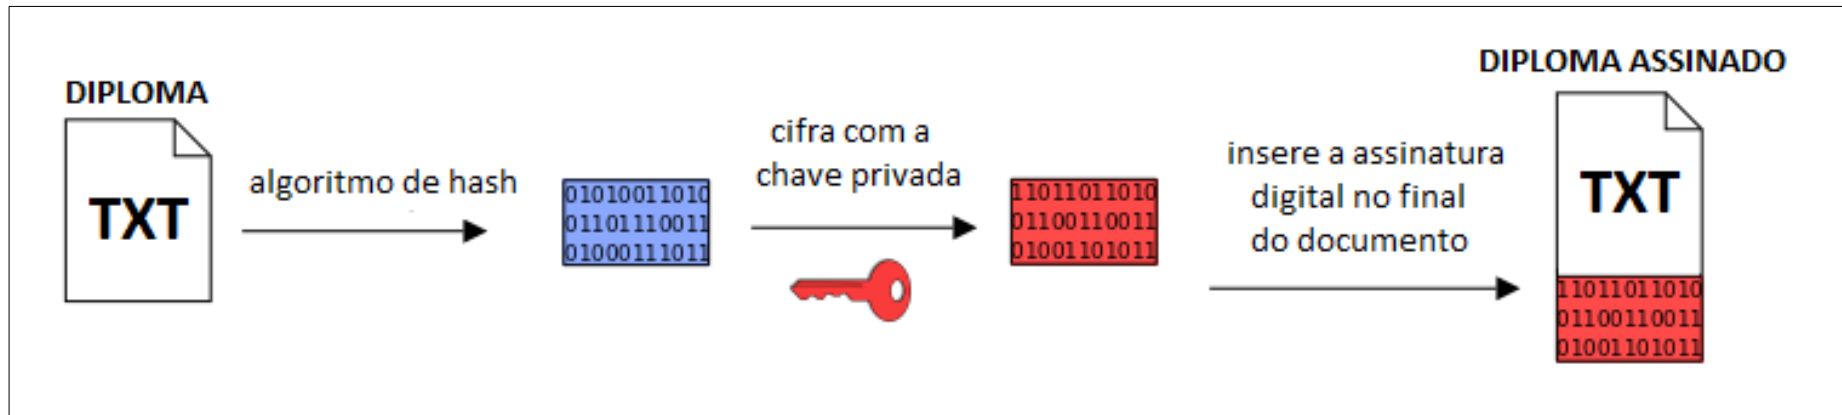 DIPLOMA
TXT
algoritmo de hash
01010011010
01101110011
01000111011
cifra com a
chave privada
11011011010
01100110011
01001101011
insere a assinatura
digital no final
do documento
DIPLOMA ASSINADO
TXT
11011011010
01100110011
01001101011